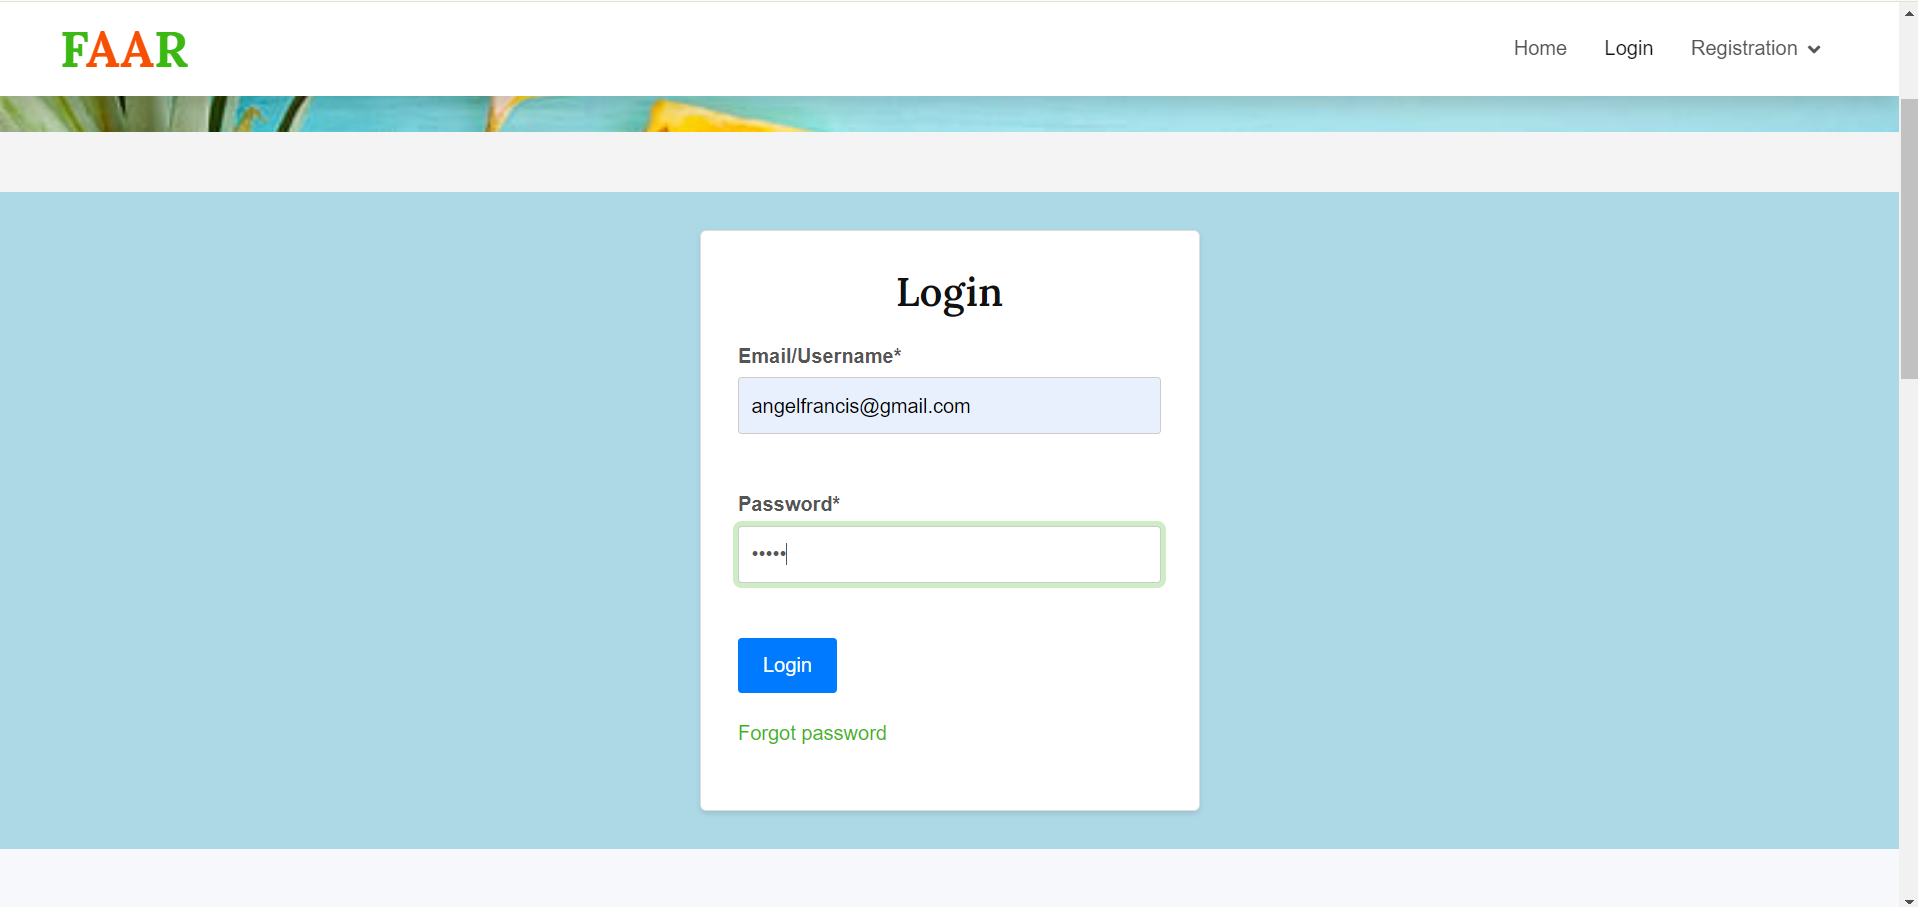 FAAR
Home Login Registration
Login
Email/Username*
angelfrancis@gmail.com
Password*
•••••
Login
Forgot password